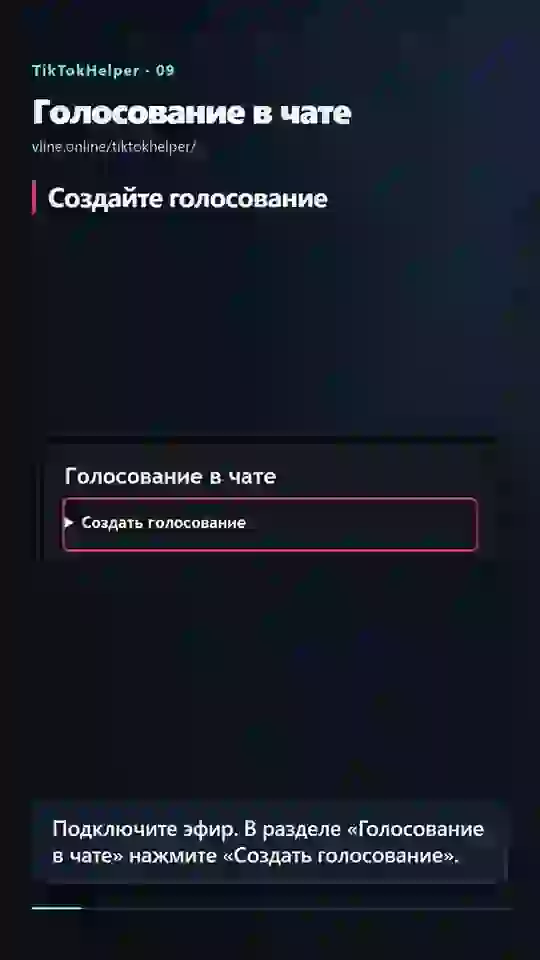 TikTokHelper · 09
Голосование в чате
vline.online/tiktokhelper/
Создайте голосование
Голосование в чате
Создать голосование
Подключите эфир. В разделе «Голосование
в чате» нажмите «Создать голосование».